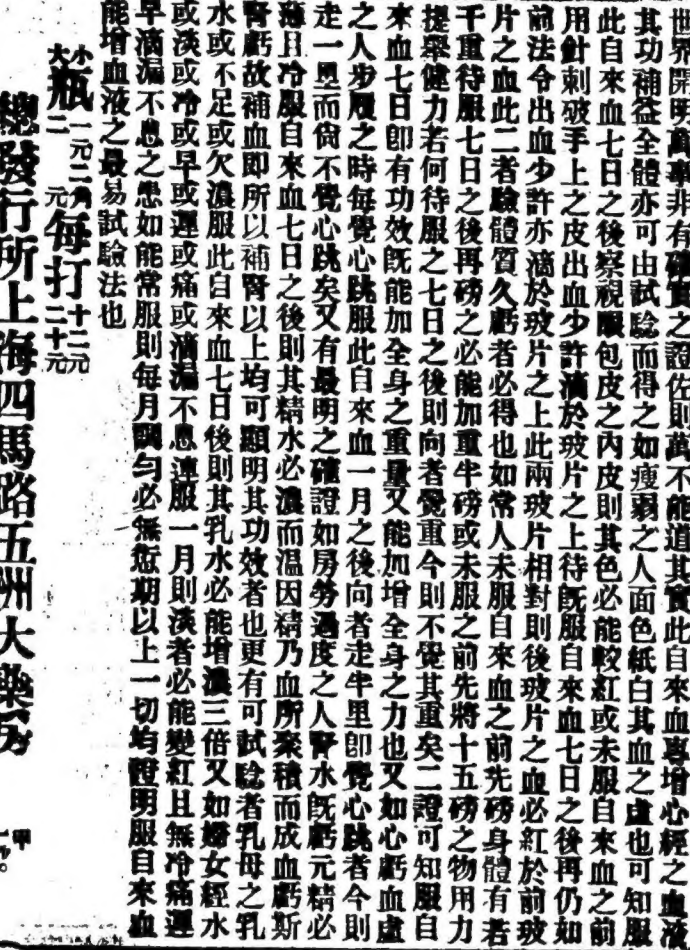 世界開明萬事非有確實之證佐則萬不能道其實此自來血專增心經之血液
其功補益全體亦可由試驗而得之如瘦弱之人面色紙白其血之虛也可知服
此自來血七日之後察視眼包皮之內皮則其色必能較紅或未服自來血之前
用針刺破手上之皮出血少許滴於玻片之上待既服自來血七日之後再仍如
前法令出血少許亦滴於玻片之上此兩玻片相對則後玻片之血必紅於前玻
片之血此二者驗體質久虧者必得也如常人未服自來血之前先磅身體有若
千重待服七日之後再磅之必能加重半磅或未服之前先將十五磅之物用力
提舉健力若何待服之七日之後則向者覺重今則不覺其重矣二證可知服自
來血七日卽有功效既能加全身之重量又能加增全身之力也又如心虧血虛
之人步履之時每覺心跳服此自來血一月之後向者走半里卽覺心跳者今則
走一里而尙不覺心跳矣又有最明之確證如房勞過度之人腎水既虧元精必
薄且冷服自來血七日之後則其精水必濃而溫因精乃血所聚積而成血虧斯
腎虧故補血即所以補腎以上均可顯明其功效者也更有可試驗者乳母之乳
水或不足或欠濃服此自來血七日後則其乳水必能增濃三倍又如婦女經水
或淡或冷或早或遲或痛或滴漏不息連服一月則淡者必能變紅且無冷痛遲
早滴漏不息之患如能常服則每月調勻必無愆期以上一切均證明服自來血
能增血液之最易試驗法也
小大瓶一元二角二元每打十二元二十元
總發行所上海四馬路五洲大藥房
甲